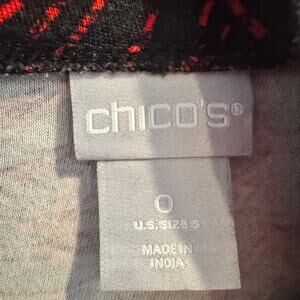 chico's®
0
U.S. SIZE S
MADE IN
INDIA